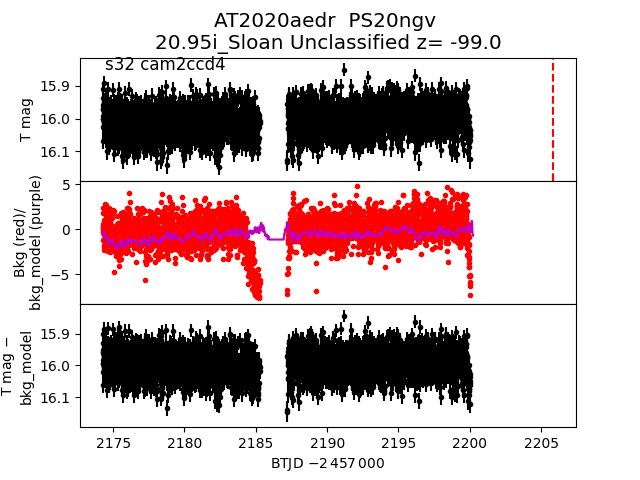 AT2020aedr  PS20ngv
20.95i_Sloan Unclassified z= -99.0
s32 cam2ccd4
T mag
15.9
16.0
16.1
Bkg (red)/
bkg_model (purple)
5
0
−5
T mag −
bkg_model
15.9
16.0
16.1
2175 2180 2185 2190 2195 2200 2205
BTJD −2 457 000